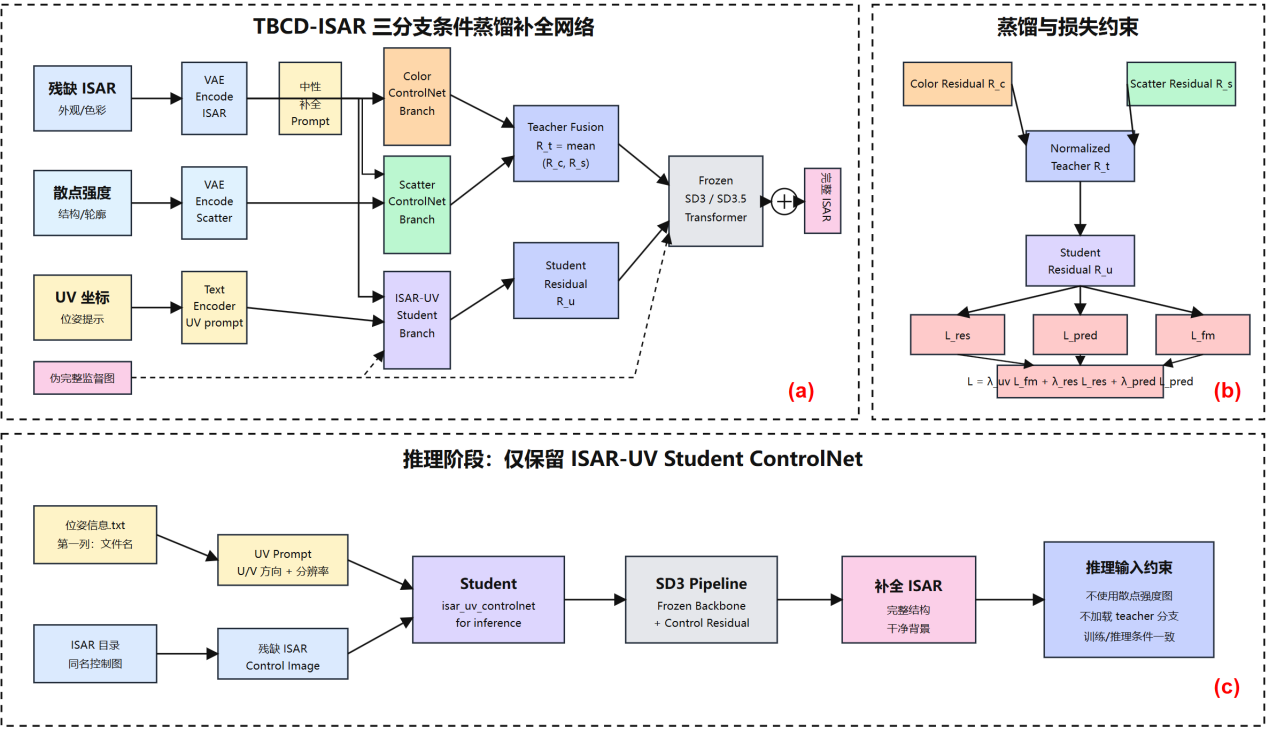 TBCD-ISAR 三分支条件蒸馏补全网络
残缺 ISAR
外观/色彩
VAE
Encode
ISAR
中性
补全
Prompt
Color
ControlNet
Branch
散点强度
结构/轮廓
VAE
Encode
Scatter
Scatter
ControlNet
Branch
UV 坐标
位姿提示
Text
Encoder
UV prompt
ISAR-UV
Student
Branch
伪完整监督图
Teacher Fusion
R_t = mean
(R_c, R_s)
Student
Residual
R_u
Frozen
SD3 / SD3.5
Transformer
完整 ISAR
(a)
蒸馏与损失约束
Color Residual R_c
Scatter Residual R_s
Normalized
Teacher R_t
Student
Residual R_u
L_res
L_pred
L_fm
L = λ_uv L_fm + λ_res L_res + λ_pred L_pred
(b)
推理阶段：仅保留 ISAR-UV Student ControlNet
位姿信息.txt
第一列：文件名
UV Prompt
U/V 方向 + 分辨率
ISAR 目录
同名控制图
残缺 ISAR
Control Image
Student
isar_uv_controlnet
for inference
SD3 Pipeline
Frozen Backbone
+ Control Residual
补全 ISAR
完整结构
干净背景
推理输入约束
不使用散点强度图
不加载 teacher 分支
训练/推理条件一致
(c)